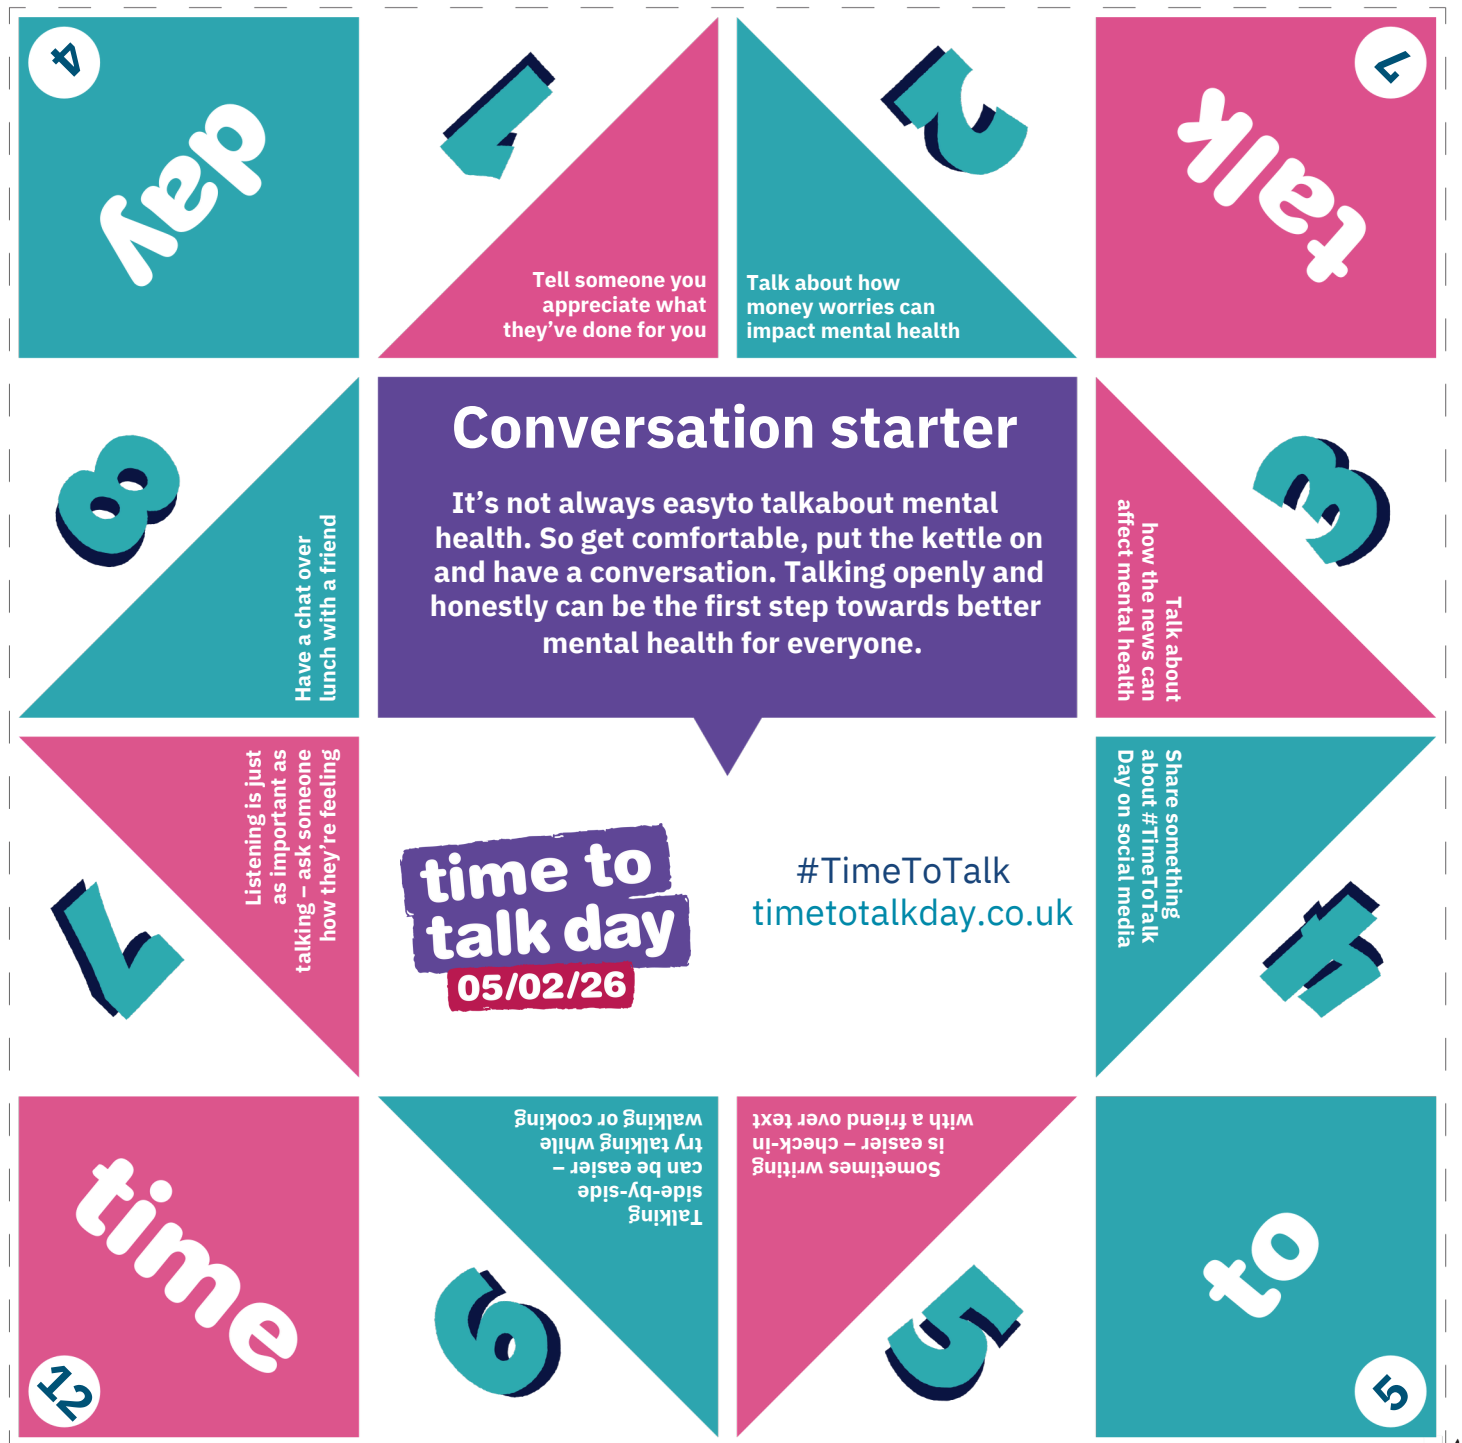 4
day
1
2
7
talk
Tell someone you
appreciate what
they’ve done for you
Talk about how
money worries can
impact mental health
8
Have a chat over
lunch with a friend
Conversation starter
It’s not always easyto talkabout mental
health. So get comfortable, put the kettle on
and have a conversation. Talking openly and
honestly can be the first step towards better
mental health for everyone.
3
Talk about
how the news can
affect mental health
7
Listening is just
as important as
talking – ask someone
how they’re feeling
time to
talk day
05/02/26
#TimeToTalk
timetotalkday.co.uk
Share something
about #TimeToTalk
Day on social media
4
time
12
6
Talking
side-by-side
can be easier –
try talking while
walking or cooking
5
Sometimes writing
is easier – check-in
with a friend over text
to
5